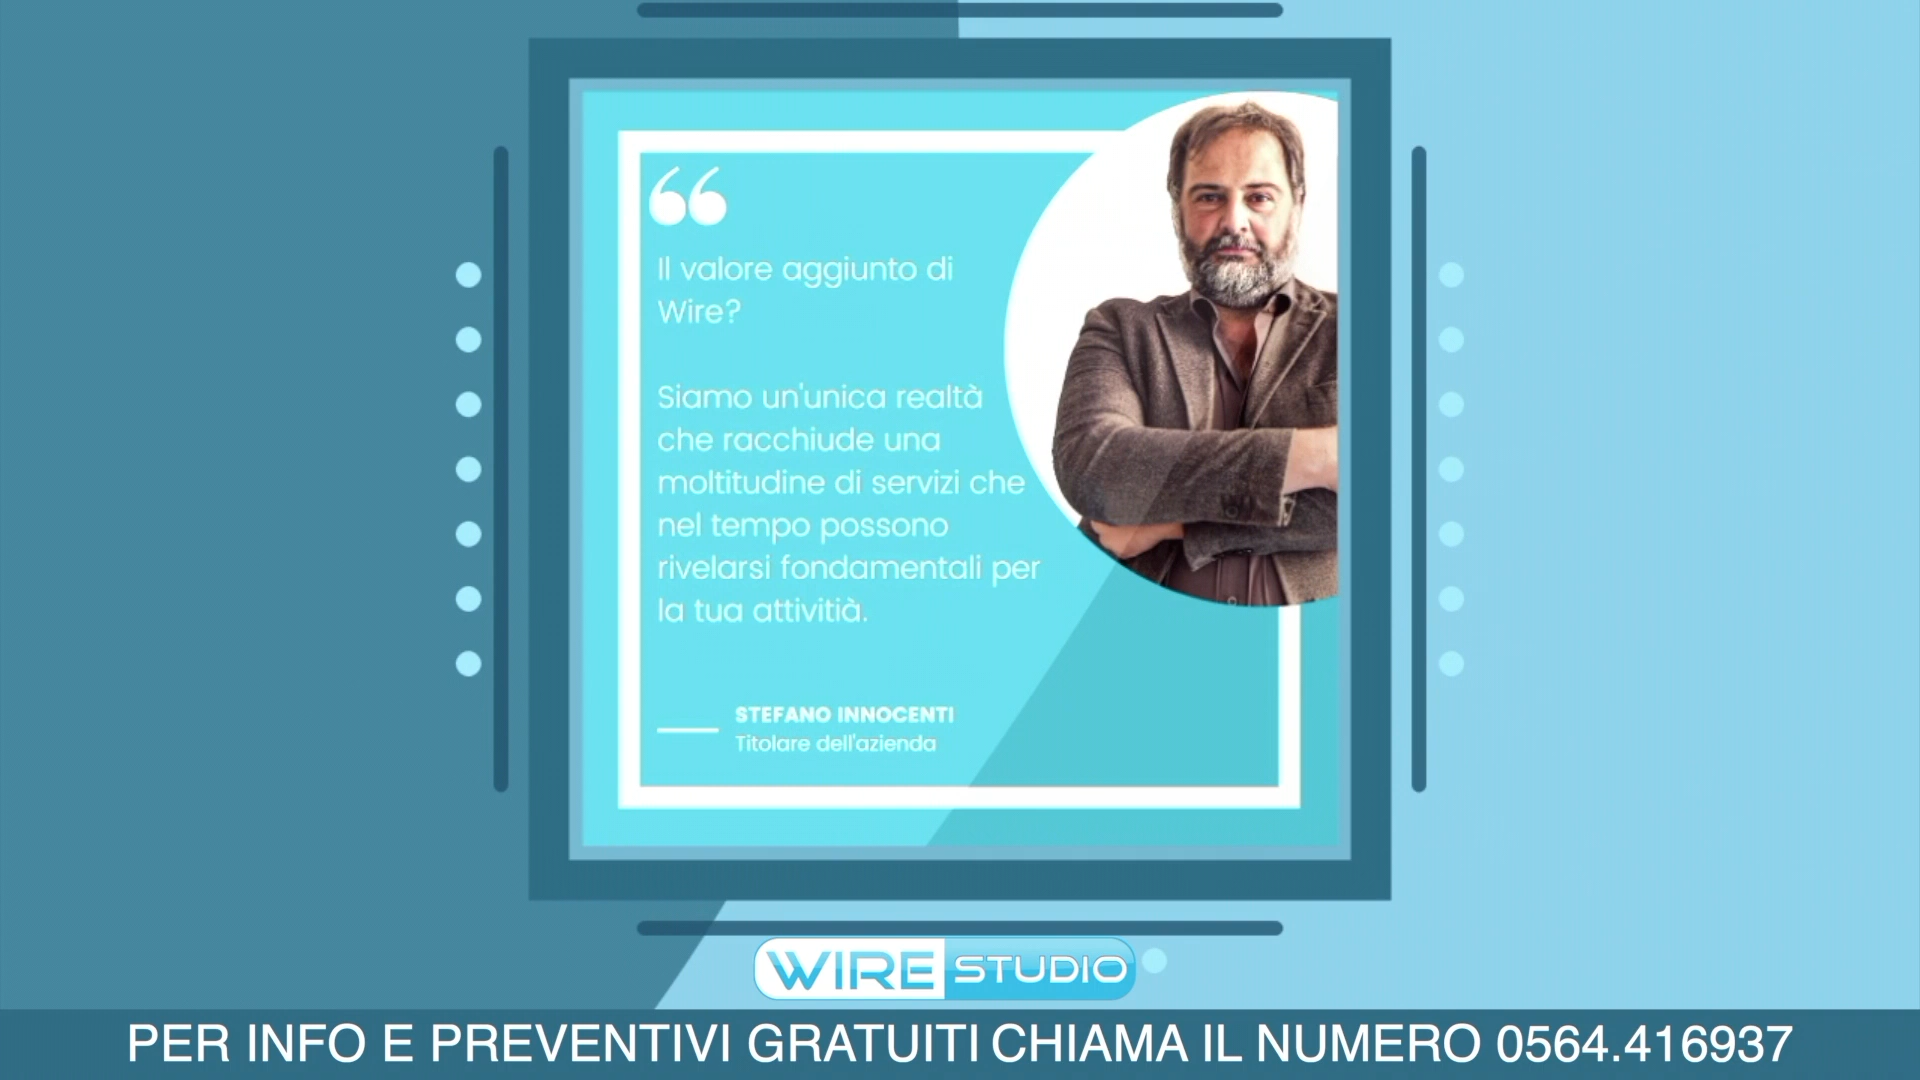 “
Il valore aggiunto di
Wire?
Siamo un'unica realtà
che racchiude una
moltitudine di servizi che
nel tempo possono
rivelarsi fondamentali per
la tua attivitià.
STEFANO INNOCENTI
Titolare dell'azienda
WIRE STUDIO
PER INFO E PREVENTIVI GRATUITI CHIAMA IL NUMERO 0564.416937